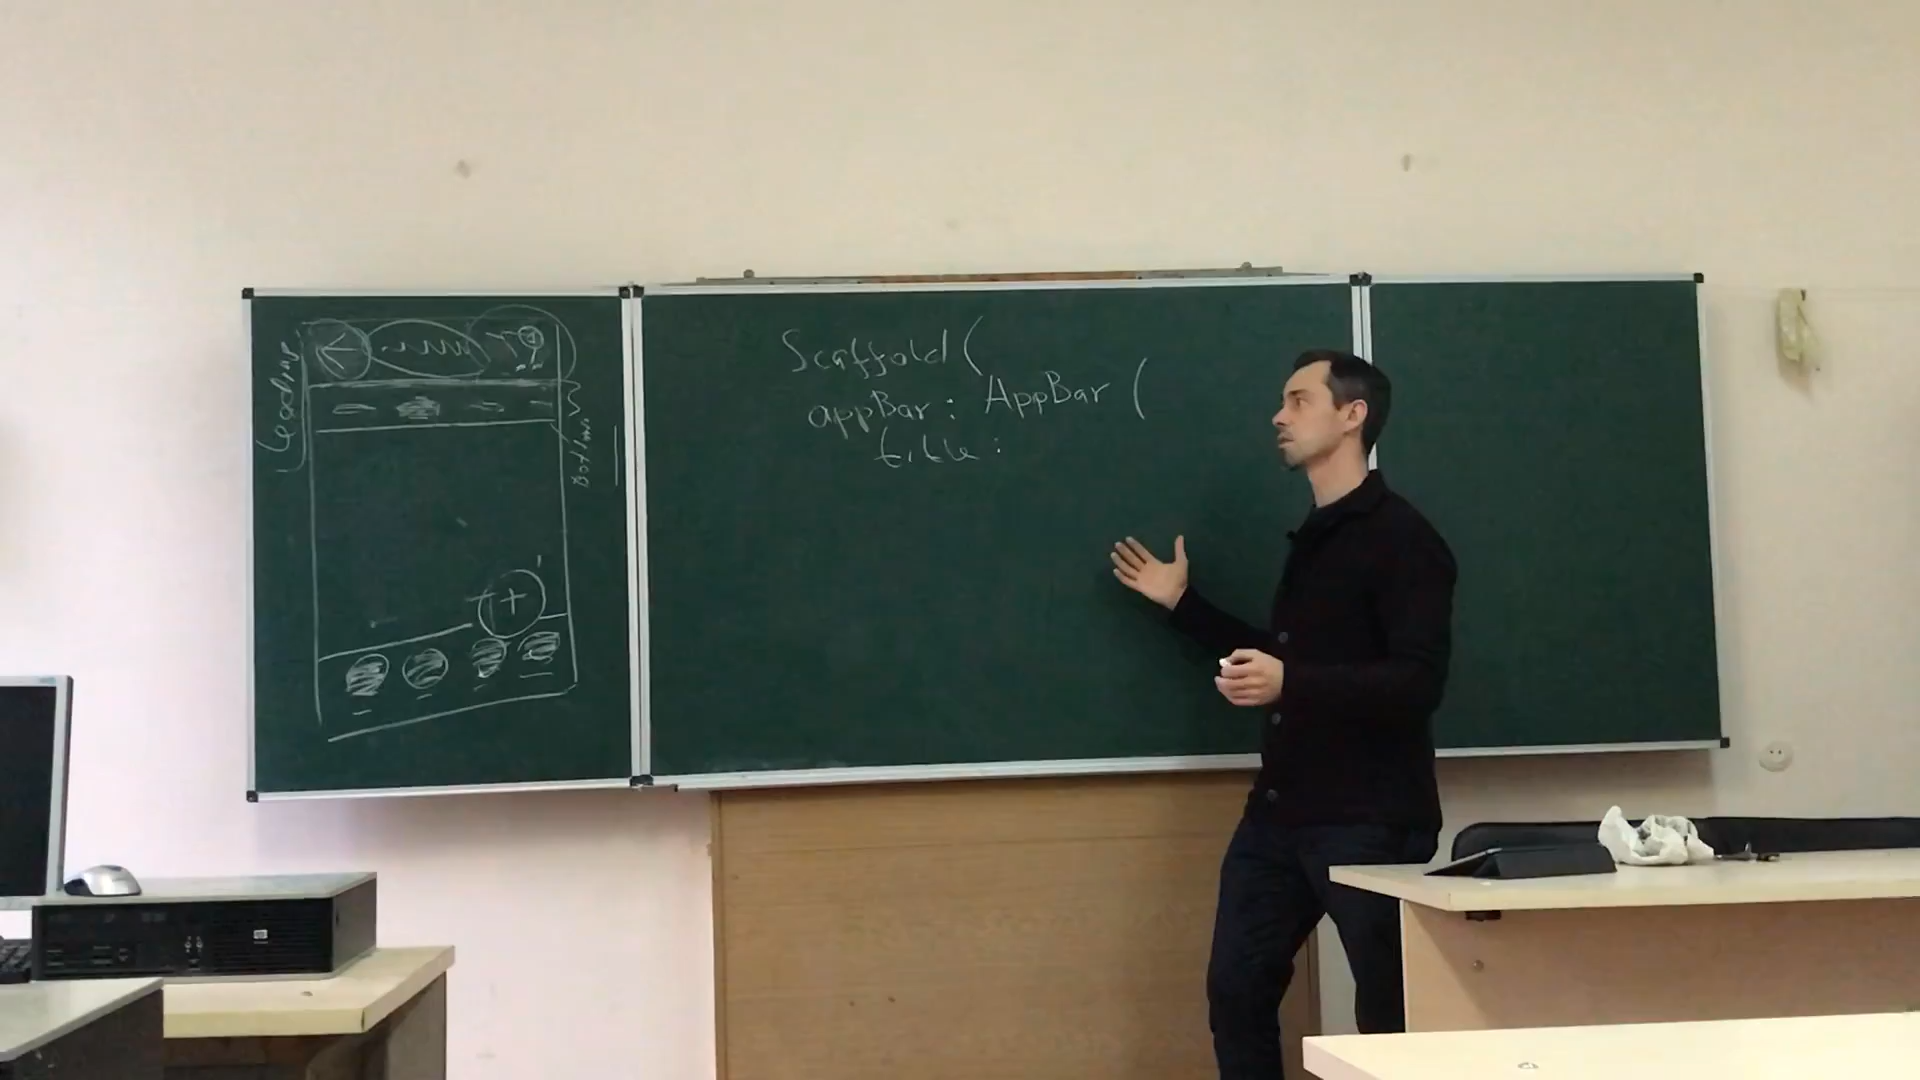 Leading
Bottom
Scaffold (
appBar: AppBar (
title: